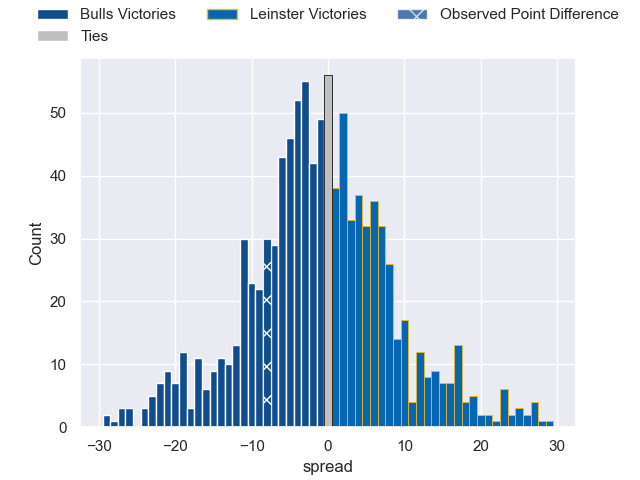 Bulls Victories Leinster Victories Observed Point Difference
Ties
50
40
30
20
10
0
Count
−30 −20 −10 0 10 20 30
spread